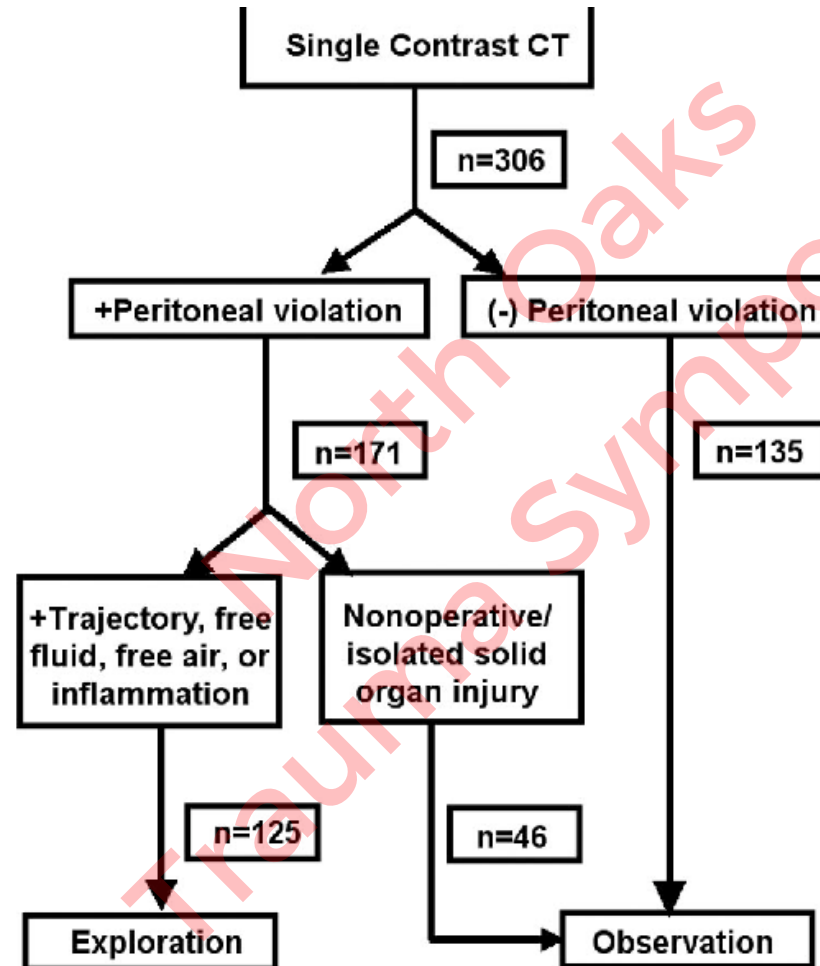 Single Contrast CT
n=306
+Peritoneal violation
(-) Peritoneal violation
n=171
n=135
+Trajectory, free
fluid, free air, or
inflammation
Nonoperative/
isolated solid
organ injury
n=125
n=46
Exploration
Observation
North Oaks
Trauma